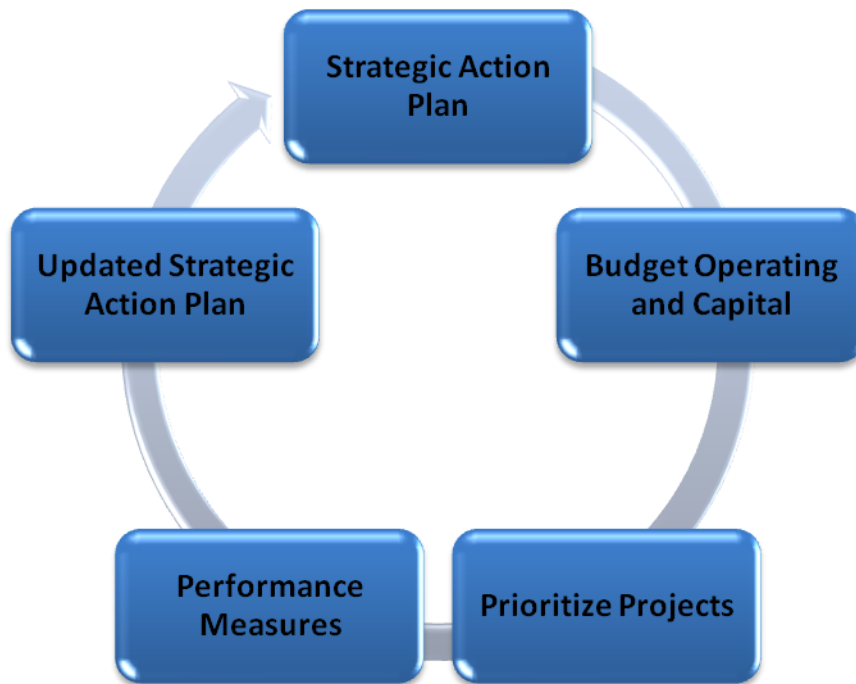 Strategic Action
Plan
Budget Operating
and Capital
Prioritize Projects
Performance
Measures
Updated Strategic
Action Plan